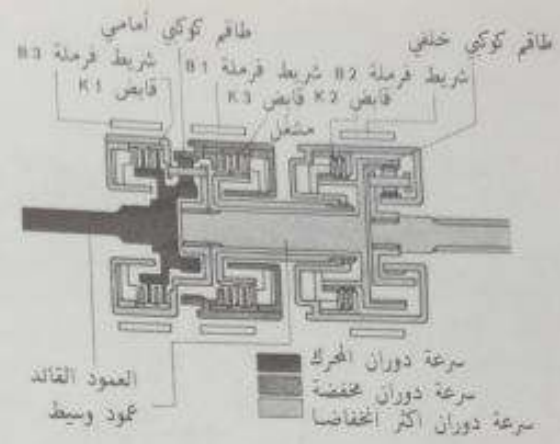 طاقم كوكبي أمامي
طاقم كوكبي خلفي
شريط فرملة B3
شريط فرملة B1
شريط فرملة B2
قابض K1
قابض K3
قابض K2
مشغل
العمود القائد
عمود وسيط
سرعة دوران المحرك
سرعة دوران مخفضة
سرعة دوران اكثر انخفاضا